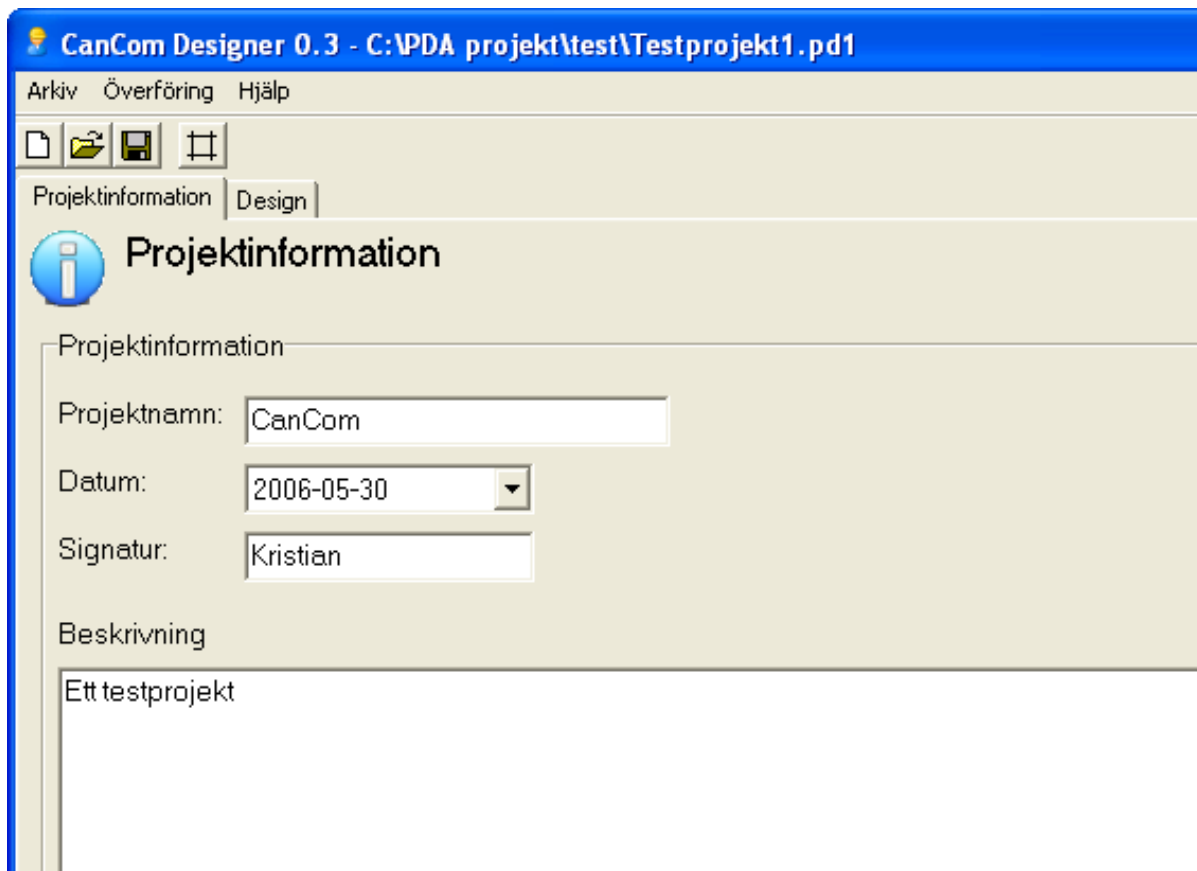 CanCom Designer 0.3 - C:\PDA projekt\test\Testprojekt1.pd1
Arkiv Överföring Hjälp
Projektinformation Design
Projektinformation
Projektinformation
Projektnamn: CanCom
Datum: 2006-05-30
Signatur: Kristian
Beskrivning
Ett testprojekt